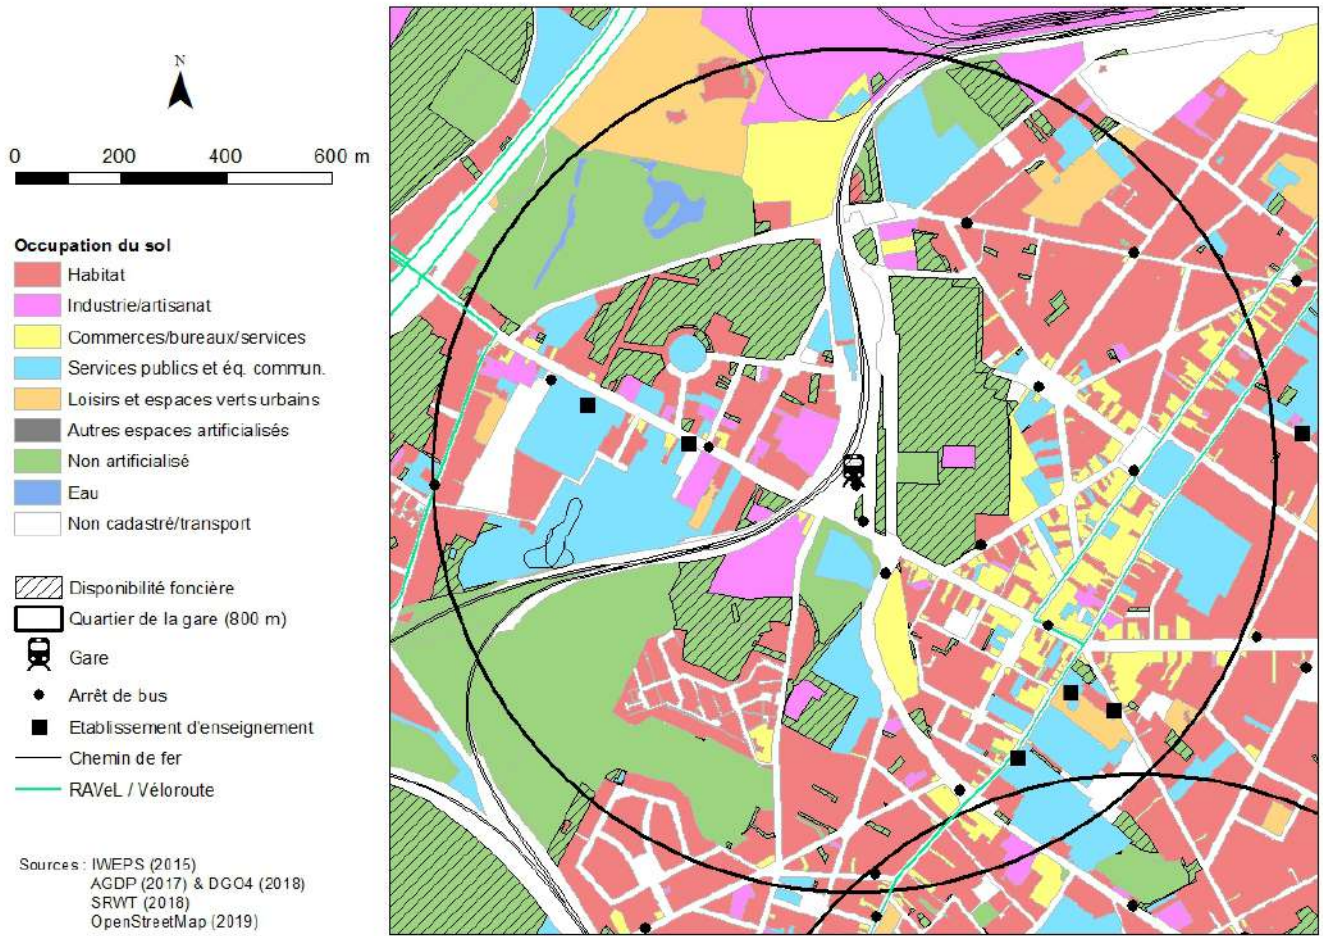 N
0 200 400 600 m
Occupation du sol
Habitat
Industrie/artisanat
Commerces/bureaux/services
Services publics et éq. commun.
Loisirs et espaces verts urbains
Autres espaces artificialisés
Non artificialisé
Eau
Non cadastré/transport
Disponibilité foncière
Quartier de la gare (800 m)
Gare
Arrêt de bus
Etablissement d'enseignement
Chemin de fer
RAVeL / Véloroute
Sources : IWEPS (2015)
AGDP (2017) & DGO4 (2018)
SRWT (2018)
OpenStreetMap (2019)